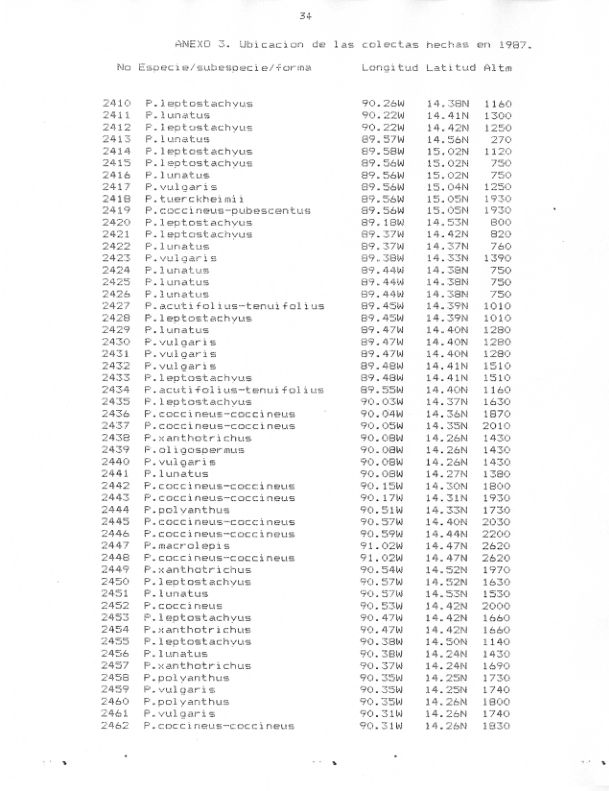 34
ANEXO 3. Ubicacion de las colectas hechas en 1987.
No Especie/subespecie/forma Longitud Latitud Altm
2410 P.leptostachyus 90.26W 14.38N 1160
2411 P.lunatus 90.22W 14.41N 1300
2412 P.leptostachyus 90.22W 14.42N 1250
2413 P.lunatus 89.57W 14.56N 270
2414 P.leptostachyus 89.58W 15.02N 1120
2415 P.leptostachyus 89.56W 15.02N 750
2416 P.lunatus 89.56W 15.02N 750
2417 P.vulgaris 89.56W 15.04N 1250
2418 P.tuerckheimii 89.56W 15.05N 1930
2419 P.coccineus-pubescentus 89.56W 15.05N 1930
2420 P.leptostachyus 89.18W 14.53N 800
2421 P.leptostachyus 89.37W 14.42N 820
2422 P.lunatus 89.37W 14.37N 760
2423 P.vulgaris 89.38W 14.33N 1390
2424 P.lunatus 89.44W 14.38N 750
2425 P.lunatus 89.44W 14.38N 750
2426 P.lunatus 89.44W 14.38N 750
2427 P.acutifolius-tenuifolius 89.45W 14.39N 1010
2428 P.leptostachyus 89.45W 14.39N 1010
2429 P.lunatus 89.47W 14.40N 1280
2430 P.vulgaris 89.47W 14.40N 1280
2431 P.vulgaris 89.47W 14.40N 1280
2432 P.vulgaris 89.48W 14.41N 1510
2433 P.leptostachyus 89.48W 14.41N 1510
2434 P.acutifolius-tenuifolius 89.55W 14.40N 1160
2435 P.leptostachyus 90.03W 14.37N 1630
2436 P.coccineus-coccineus 90.04W 14.36N 1870
2437 P.coccineus-coccineus 90.05W 14.35N 2010
2438 P.xanthotrichus 90.08W 14.26N 1430
2439 P.oligospermus 90.08W 14.26N 1430
2440 P.vulgaris 90.08W 14.26N 1430
2441 P.lunatus 90.08W 14.27N 1380
2442 P.coccineus-coccineus 90.15W 14.30N 1800
2443 P.coccineus-coccineus 90.17W 14.31N 1930
2444 P.polyanthus 90.51W 14.33N 1730
2445 P.coccineus-coccineus 90.57W 14.40N 2030
2446 P.coccineus-coccineus 90.59W 14.44N 2200
2447 P.macrolepis 91.02W 14.47N 2620
2448 P.coccineus-coccineus 91.02W 14.47N 2620
2449 P.xanthotrichus 90.54W 14.52N 1970
2450 P.leptostachyus 90.57W 14.52N 1630
2451 P.lunatus 90.57W 14.53N 1530
2452 P.coccineus 90.53W 14.42N 2000
2453 P.leptostachyus 90.47W 14.42N 1660
2454 P.xanthotrichus 90.47W 14.42N 1660
2455 P.leptostachyus 90.38W 14.50N 1140
2456 P.lunatus 90.38W 14.24N 1430
2457 P.xanthotrichus 90.37W 14.24N 1690
2458 P.polyanthus 90.35W 14.25N 1730
2459 P.vulgaris 90.35W 14.25N 1740
2460 P.polyanthus 90.35W 14.26N 1800
2461 P.vulgaris 90.31W 14.26N 1740
2462 P.coccineus-coccineus 90.31W 14.26N 1830